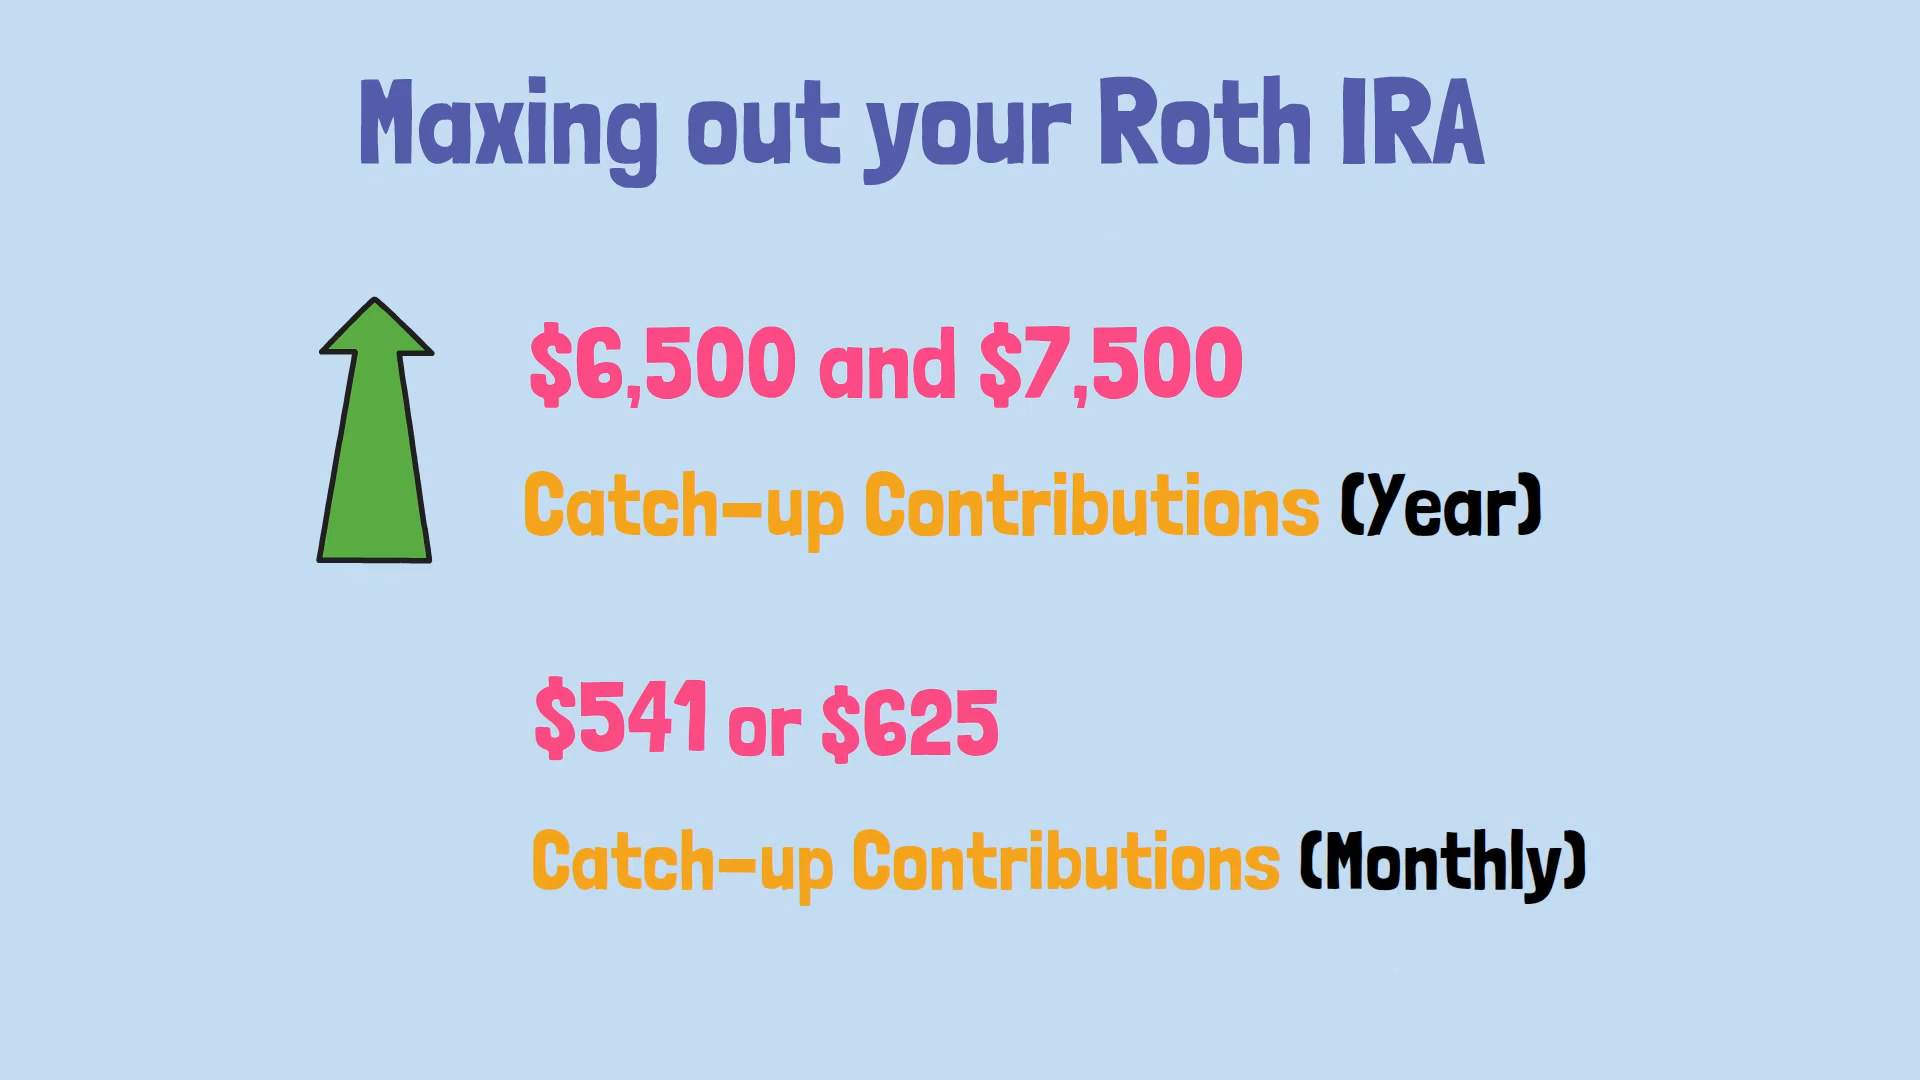 Maxing out your Roth IRA
$6,500 and $7,500
Catch-up Contributions (Year)
$541 or $625
Catch-up Contributions (Monthly)